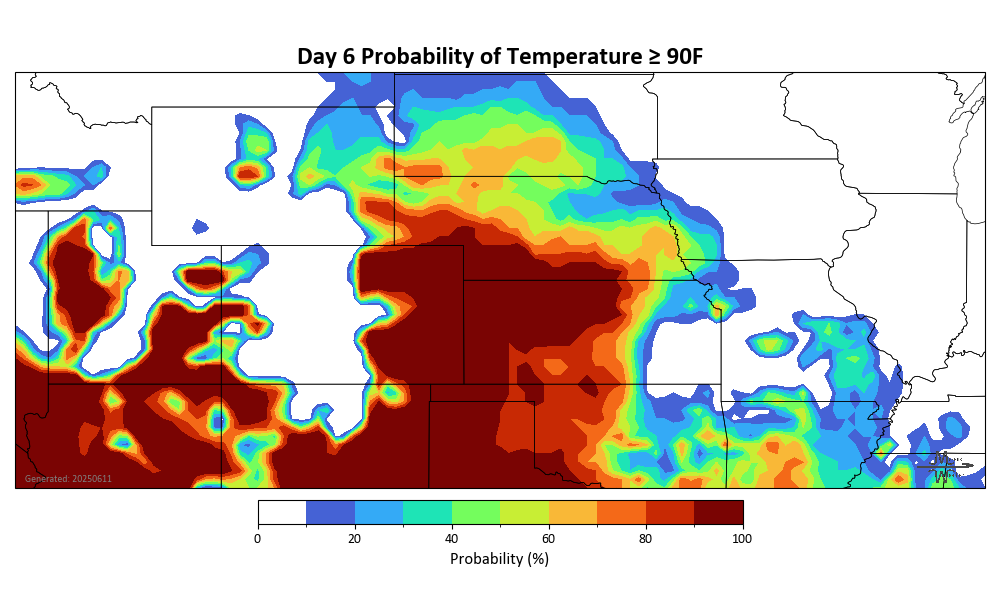 Day 6 Probability of Temperature ≥ 90F
Generated: 20250611
0 20 40 60 80 100
Probability (%)